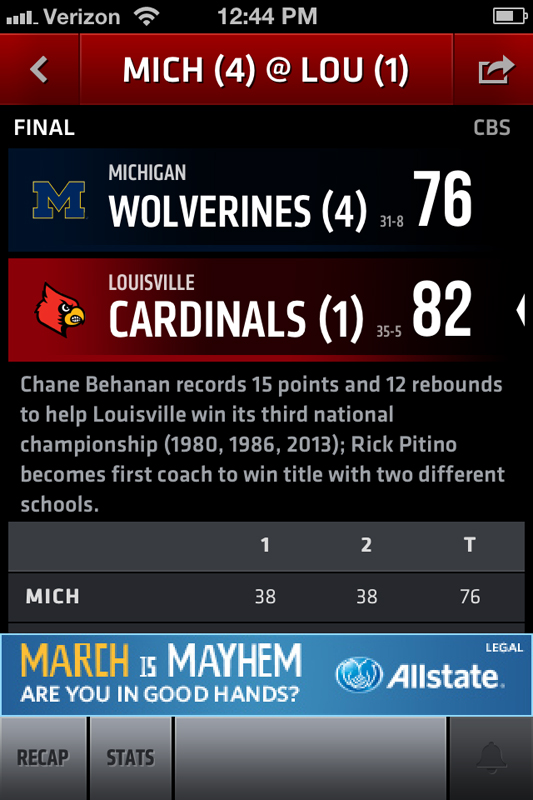 Verizon 12:44 PM
MICH (4) @ LOU (1)
FINAL CBS
MICHIGAN
WOLVERINES (4) 31-8 76
LOUISVILLE
CARDINALS (1) 35-5 82
Chane Behanan records 15 points and 12 rebounds
to help Louisville win its third national
championship (1980, 1986, 2013); Rick Pitino
becomes first coach to win title with two different
schools.
1 2 T
MICH 38 38 76
MARCH IS MAYHEM
ARE YOU IN GOOD HANDS?
Allstate.
LEGAL
RECAP STATS